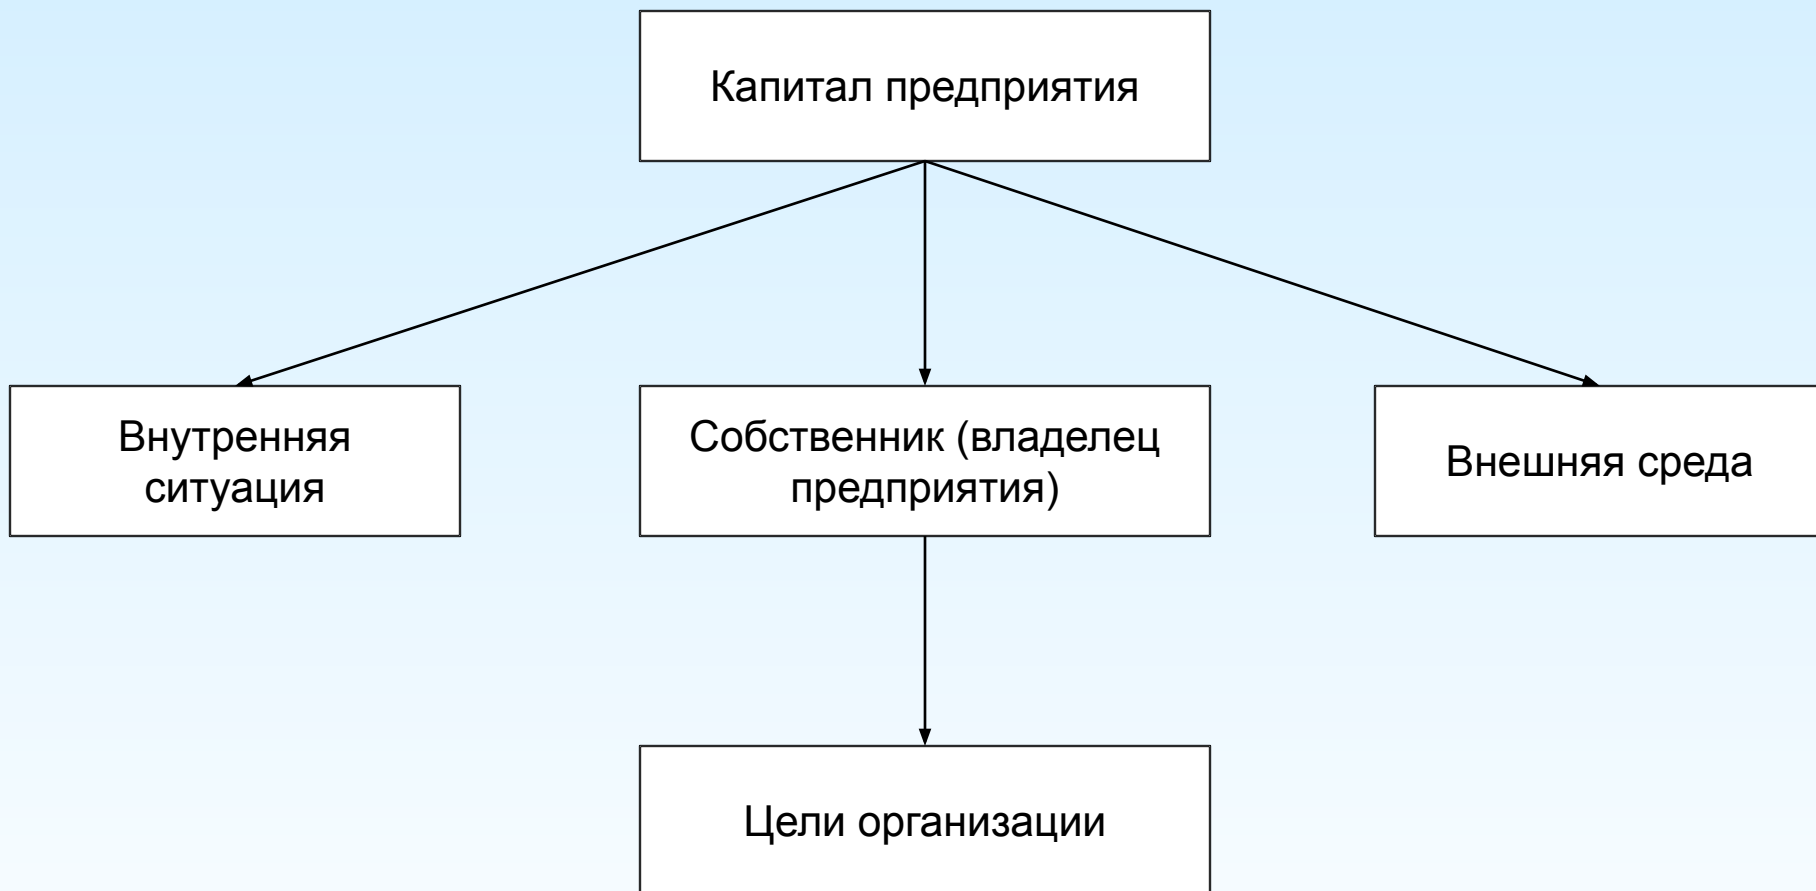 Капитал предприятия
Внутренняя
ситуация
Собственник (владелец
предприятия)
Внешняя среда
Цели организации